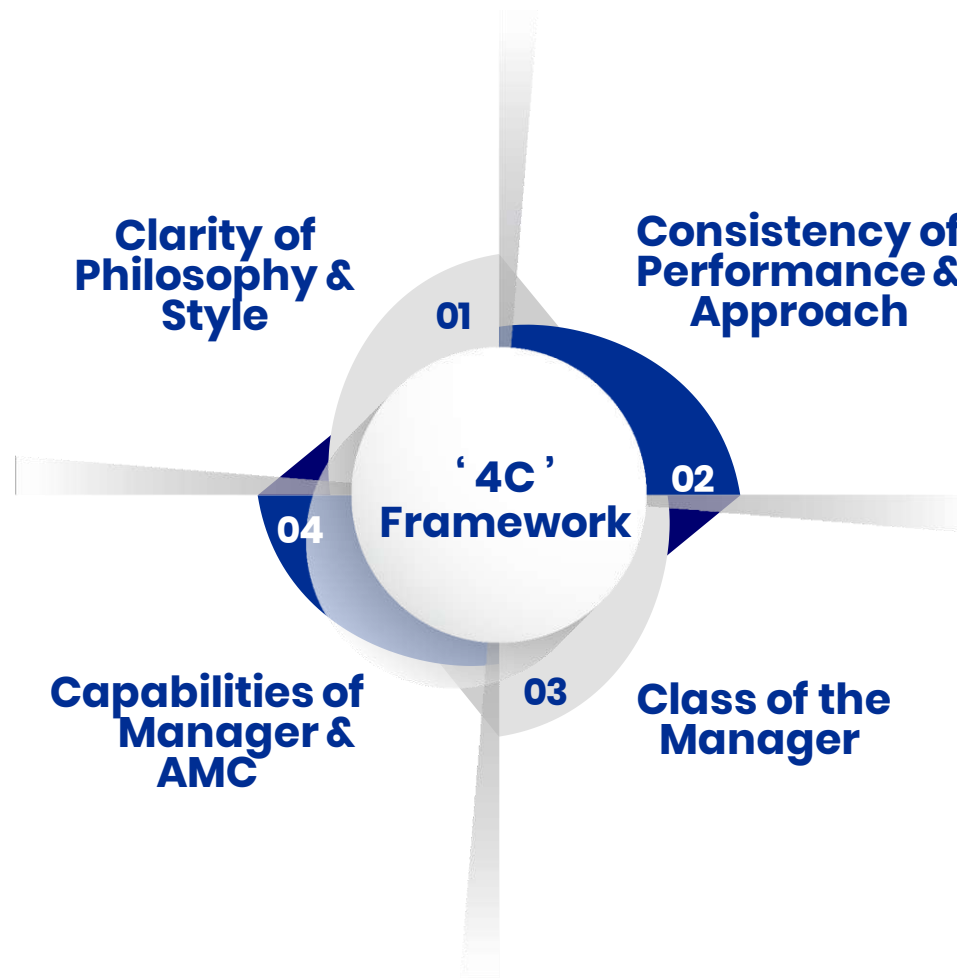 Clarity of
Philosophy &
Style
01
Consistency of
Performance &
Approach
02
‘ 4C ’
Framework
03
Class of the
Manager
04
Capabilities of
Manager &
AMC